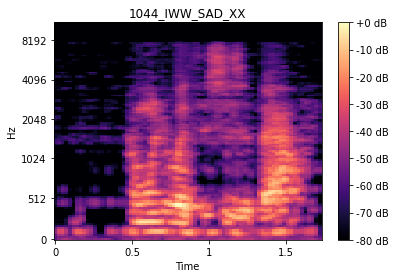 1044_IWW_SAD_XX
Hz
8192
4096
2048
1024
512
0
0
0.5
1
1.5
Time
+0 dB
-10 dB
-20 dB
-30 dB
-40 dB
-50 dB
-60 dB
-70 dB
-80 dB